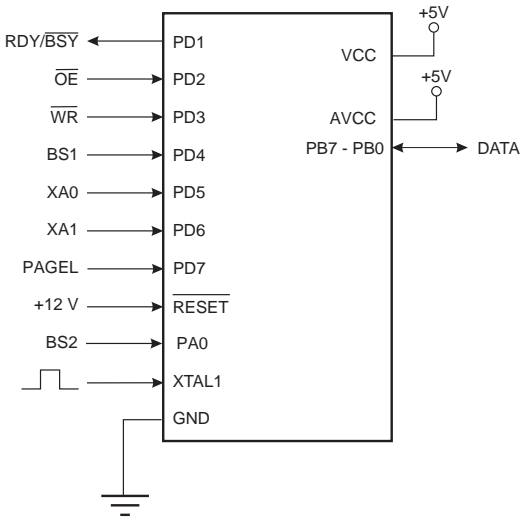 +5V
RDY/BSY PD1
VCC
OE PD2
+5V
WR PD3
AVCC
BS1 PD4
PB7 - PB0 DATA
XA0 PD5
XA1 PD6
PAGEL PD7
+12 V RESET
BS2 PA0
XTAL1
GND